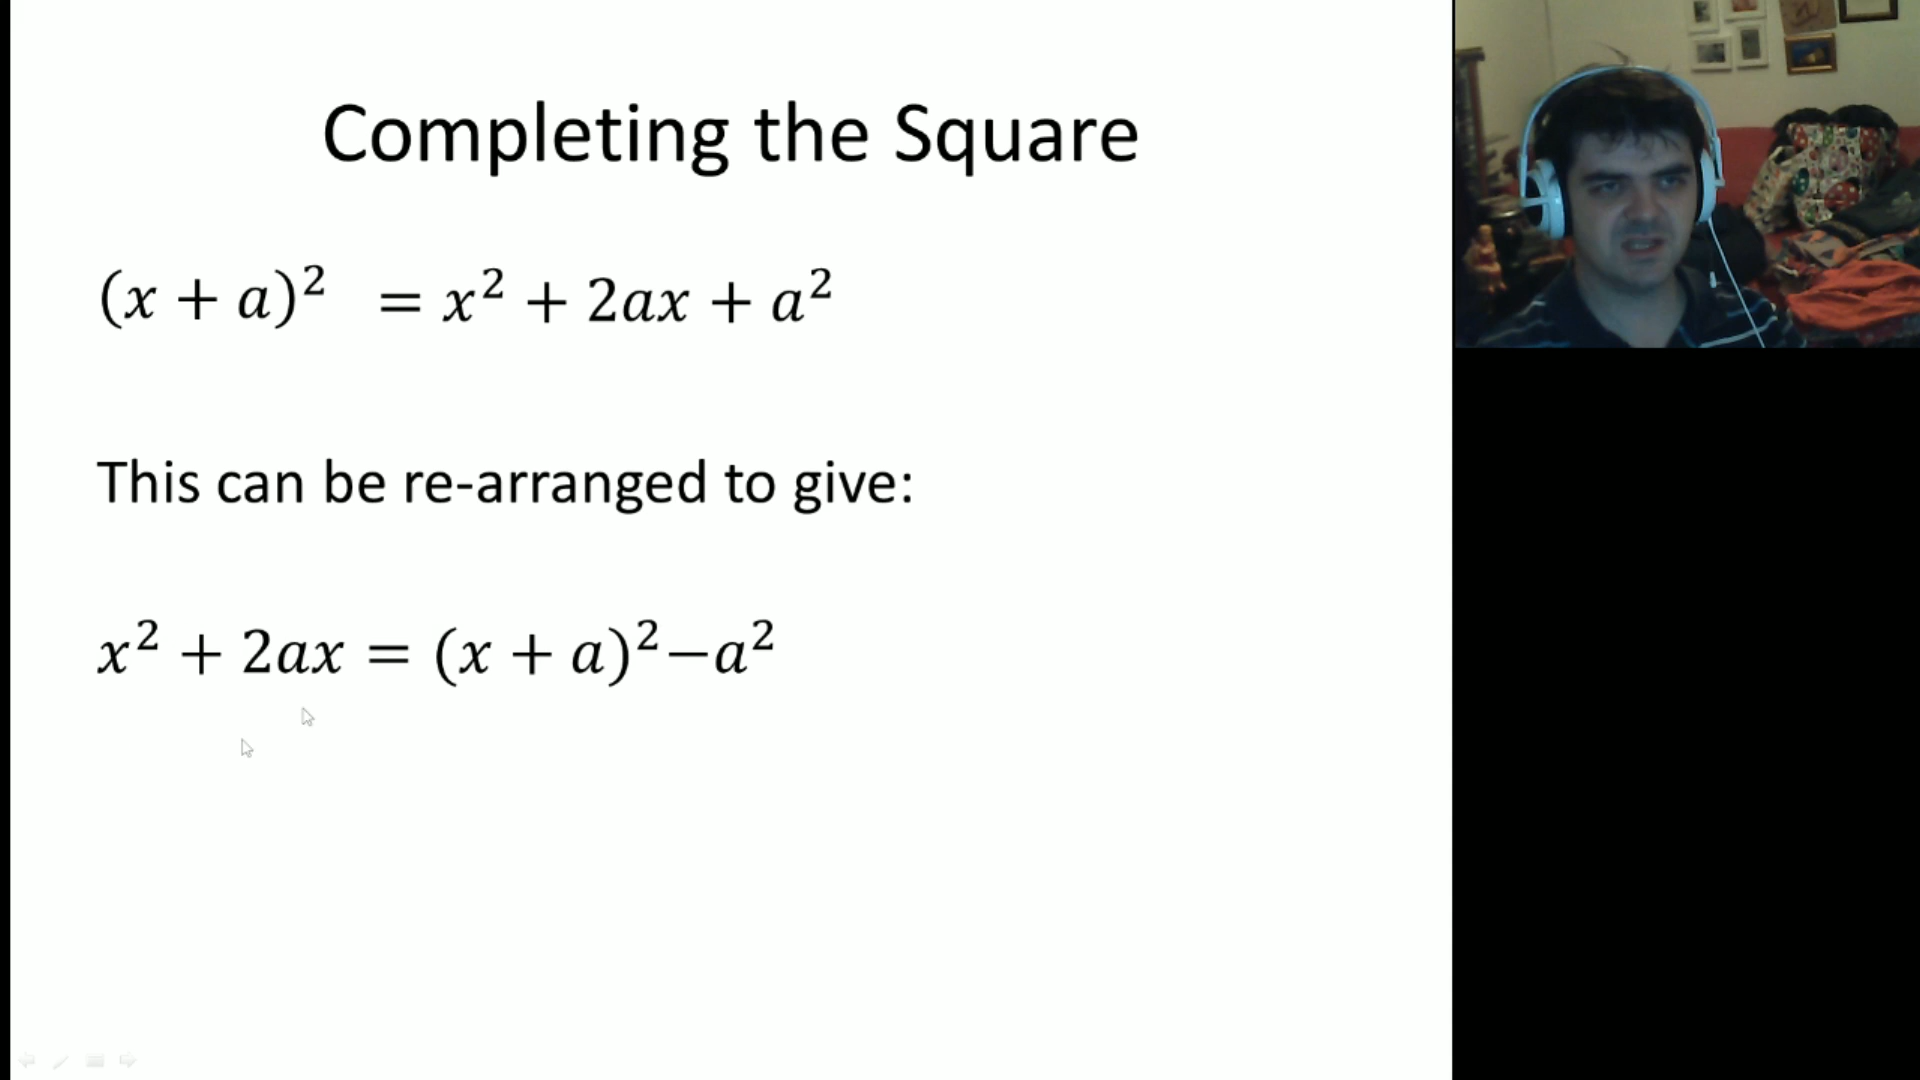 Completing the Square
(x + a)² = x² + 2ax + a²
This can be re-arranged to give:
x² + 2ax = (x + a)²−a²